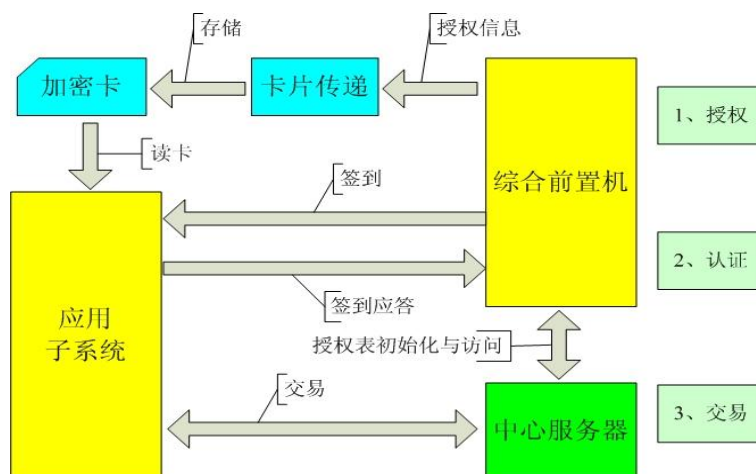 存储
授权信息
加密卡
卡片传递
1、授权
读卡
综合前置机
签到
2、认证
签到应答
应用
子系统
授权表初始化与访问
交易
中心服务器
3、交易